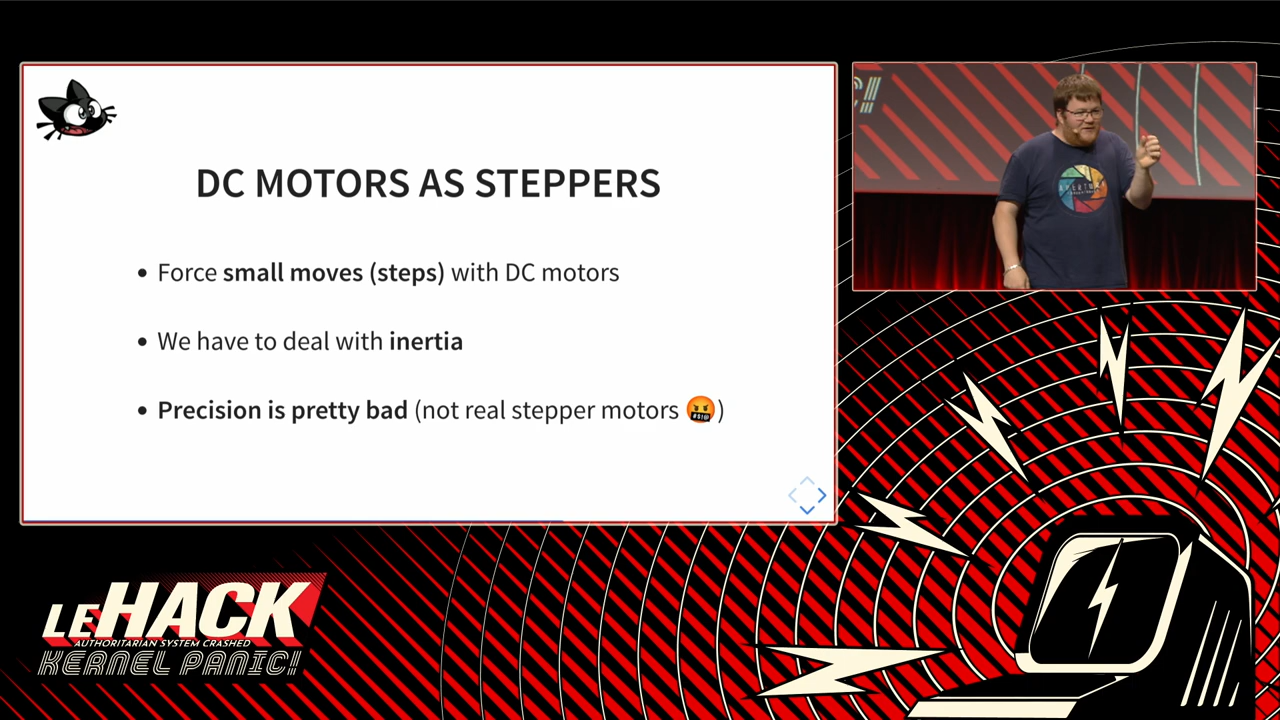 DC MOTORS AS STEPPERS
Force small moves (steps) with DC motors
We have to deal with inertia
Precision is pretty bad (not real stepper motors 🤬)
LEHACK
AUTHORITARIAN SYSTEM CRASHED
KERNEL PANIC!